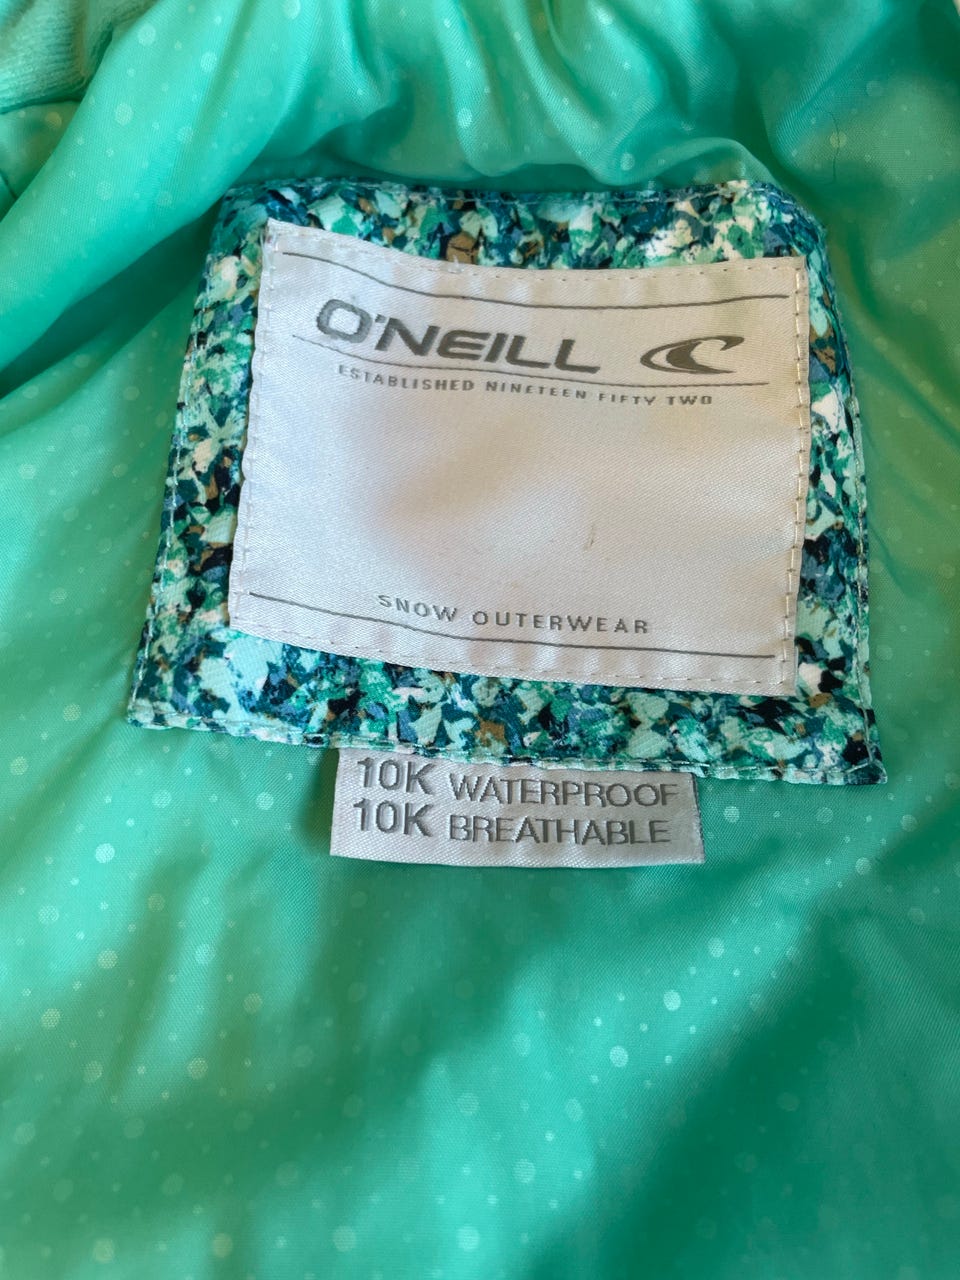 O'NEILL
ESTABLISHED NINETEEN FIFTY TWO
SNOW OUTERWEAR
10K WATERPROOF
10K BREATHABLE